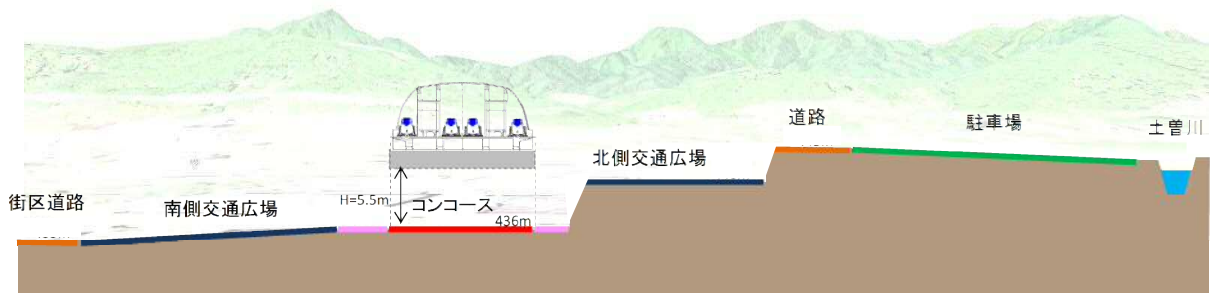 街区道路
南側交通広場
H=5.5m
コンコース
436m
北側交通広場
道路
駐車場
土曽川